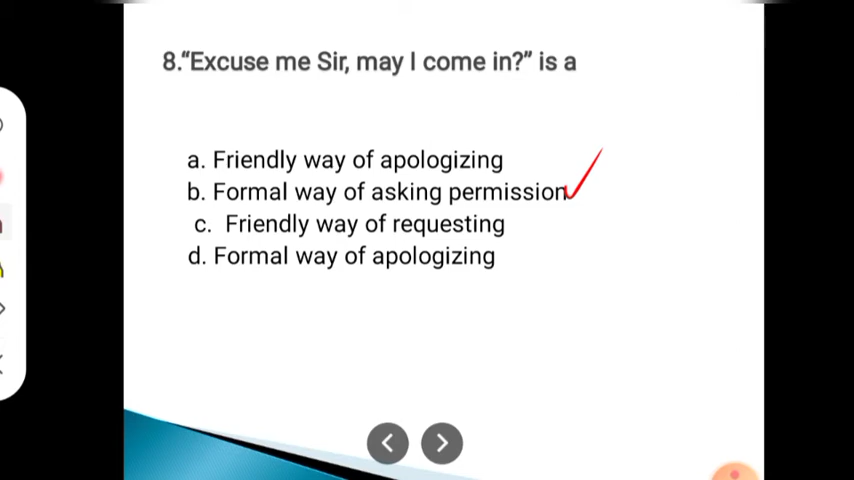 8.“Excuse me Sir, may I come in?” is a
a. Friendly way of apologizing
b. Formal way of asking permission
c. Friendly way of requesting
d. Formal way of apologizing